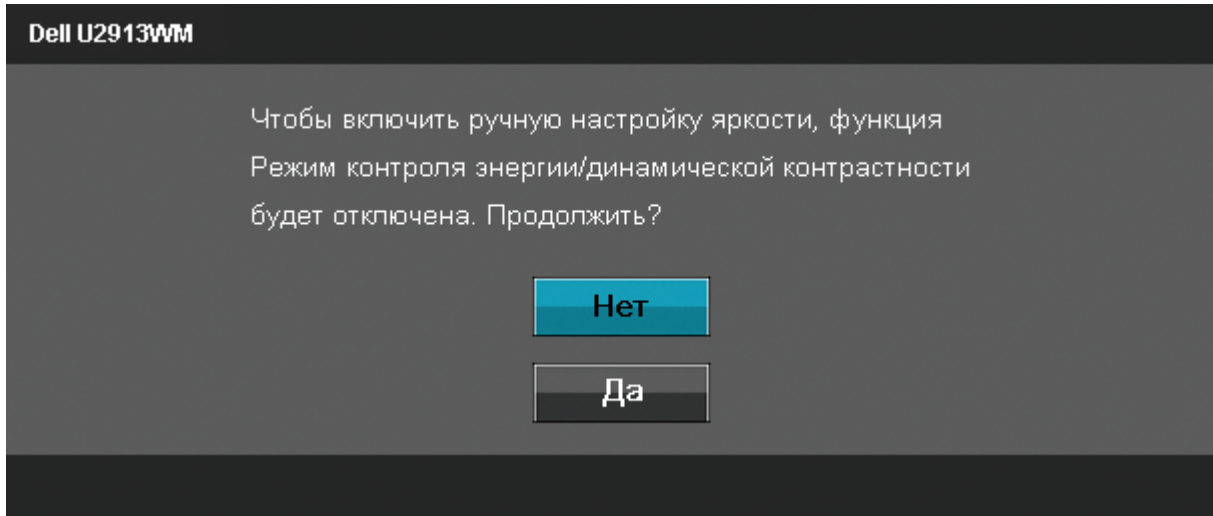 Dell U2913WM
Чтобы включить ручную настройку яркости, функция
Режим контроля энергии/динамической контрастности
будет отключена. Продолжить?
Нет
Да